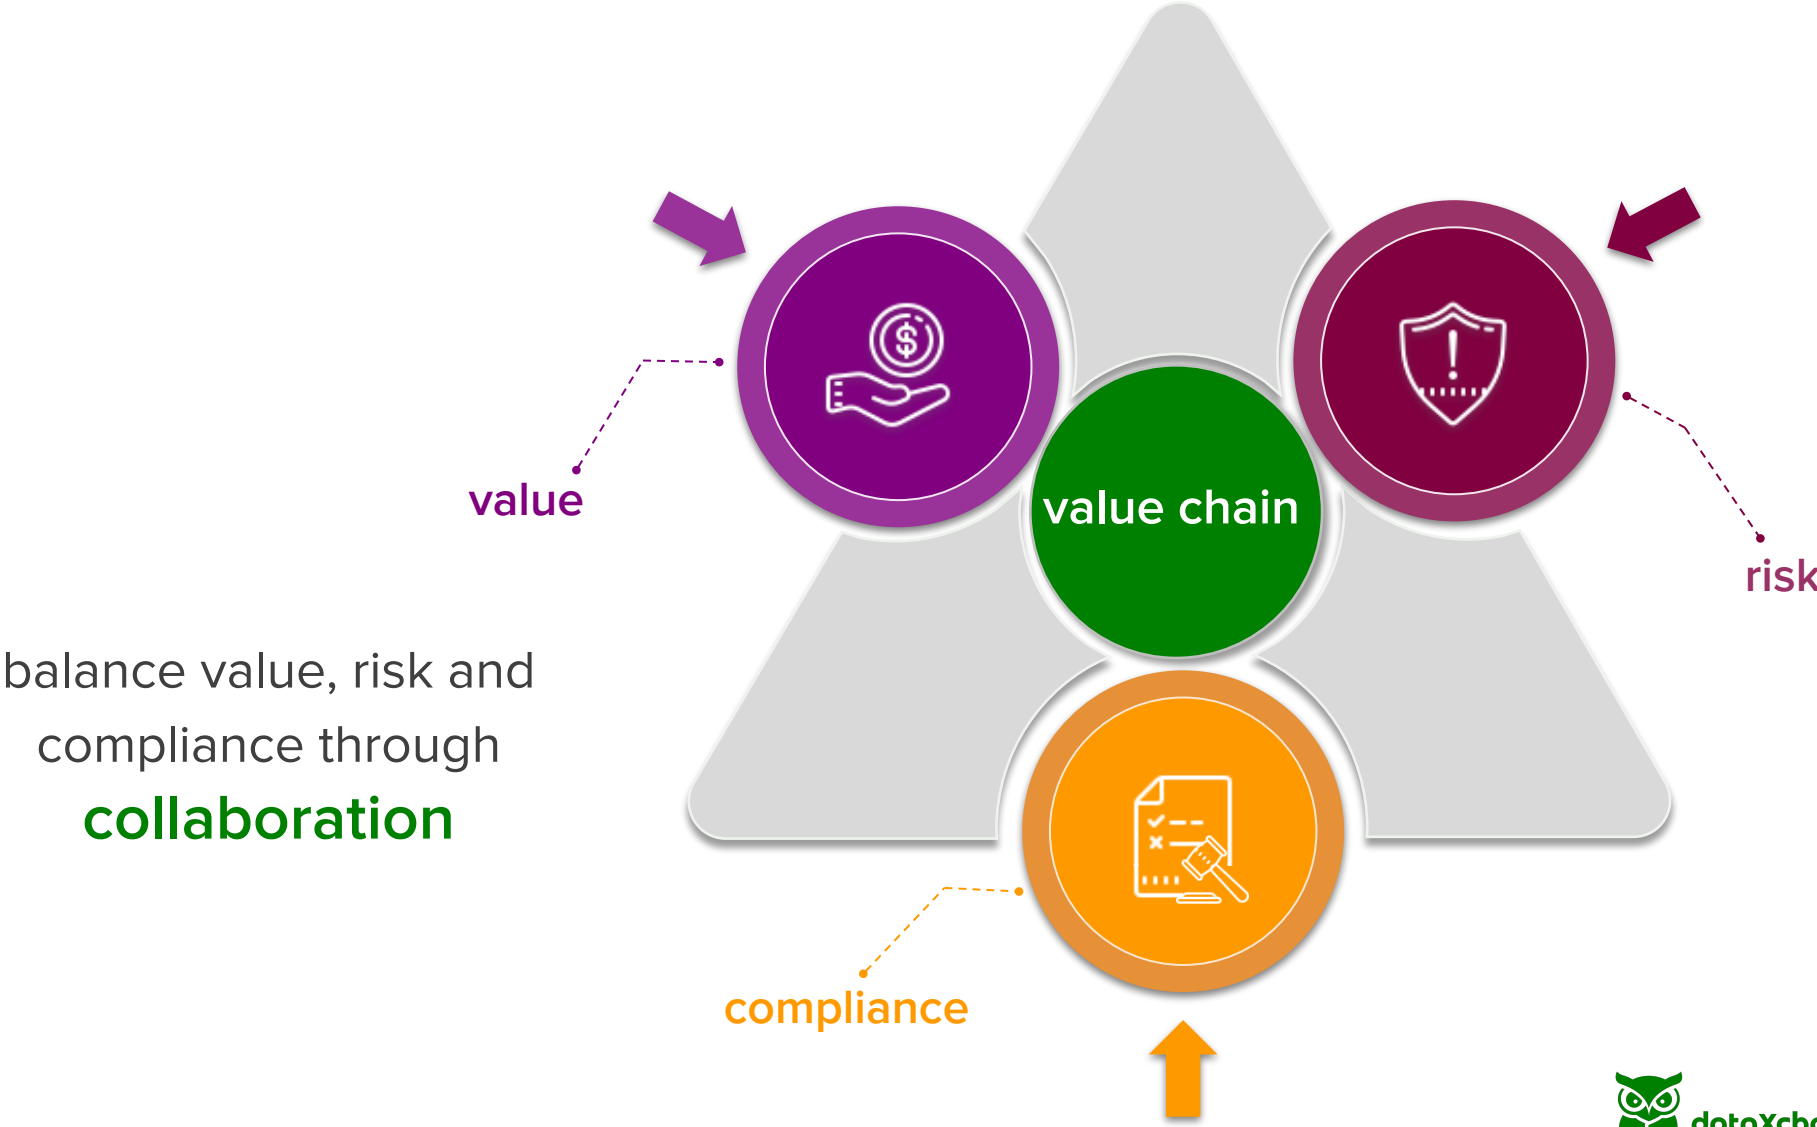 value
value chain
risk
balance value, risk and
compliance through
collaboration
compliance